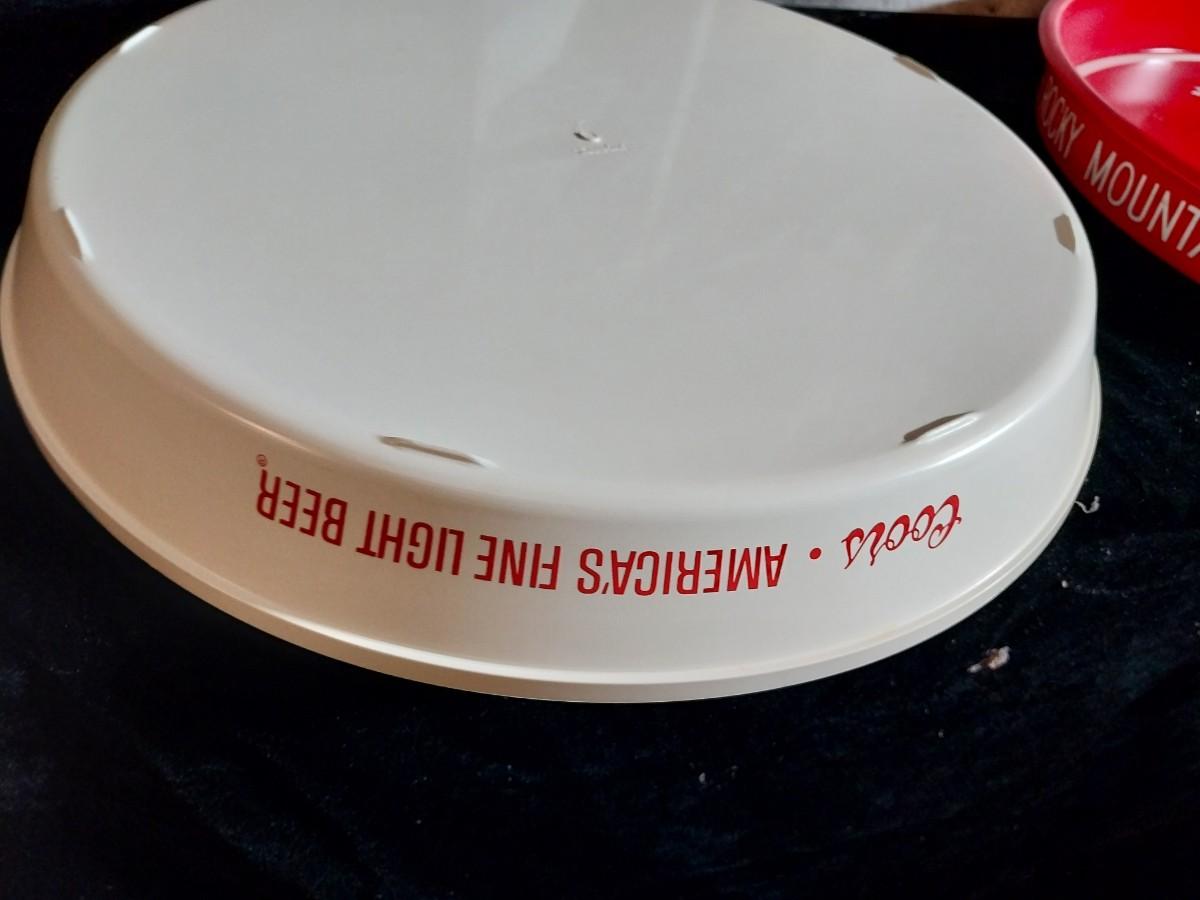 Coors • AMERICA'S FINE LIGHT BEER®
ROCKY MOUNTA